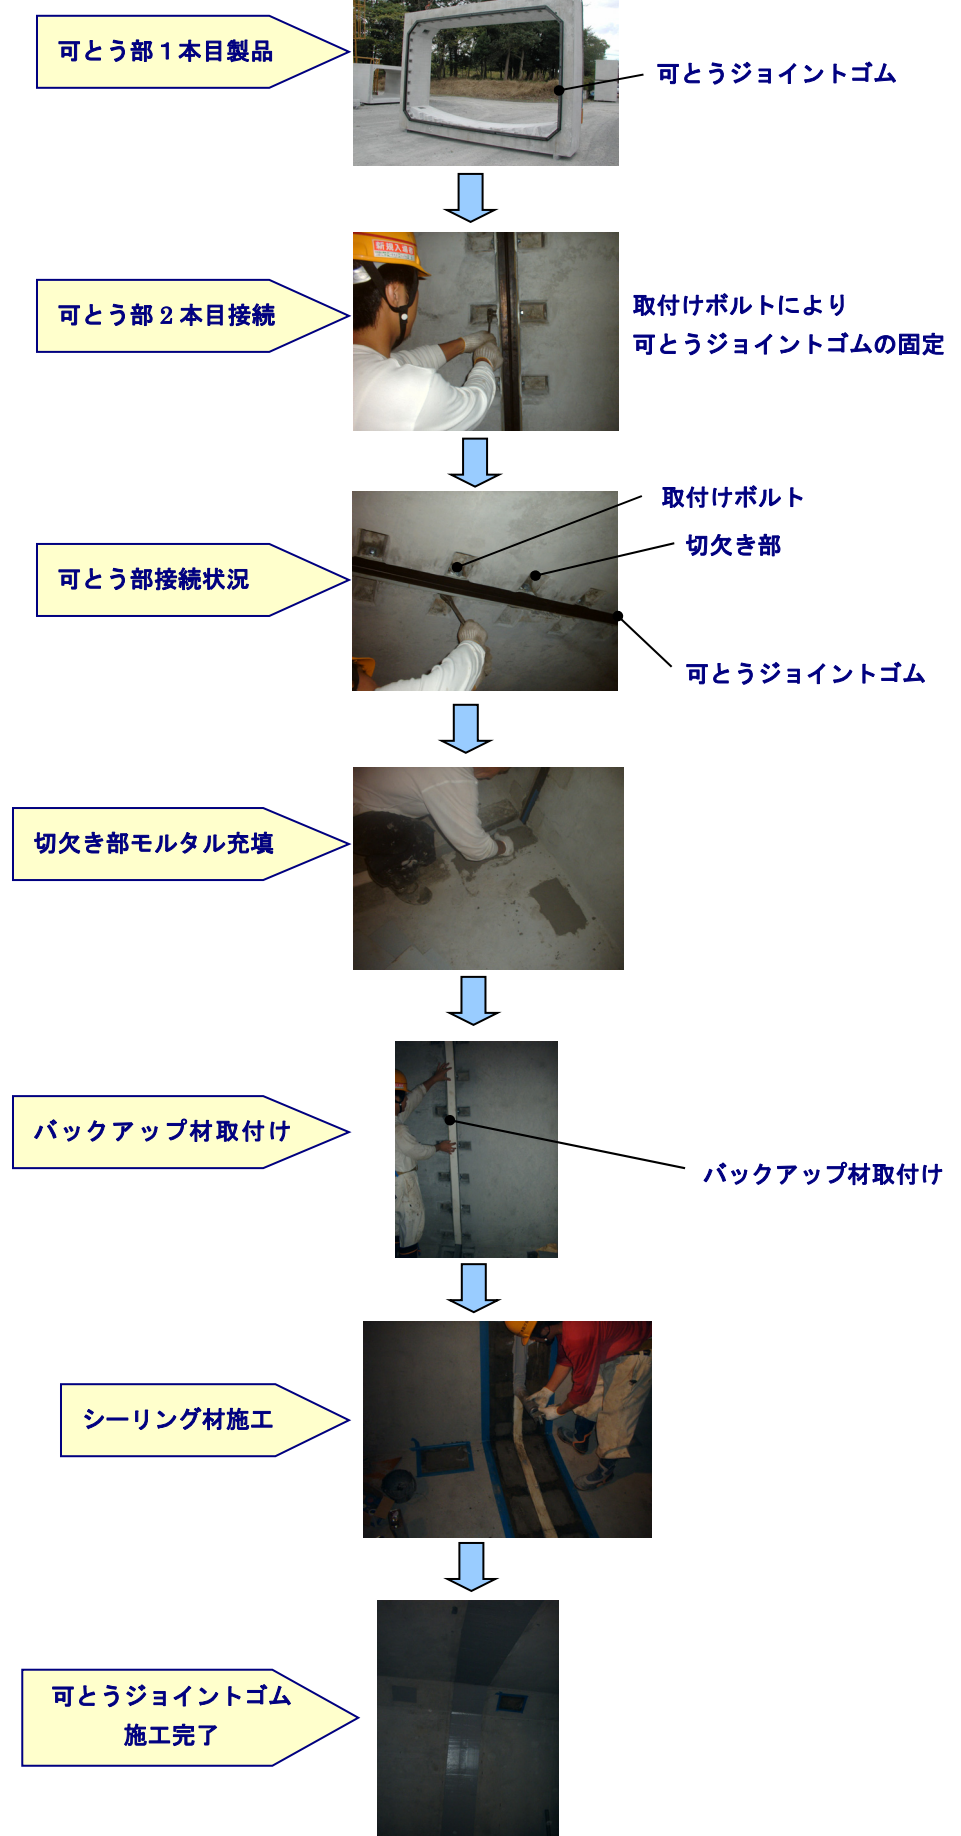 可とう部１本目製品
可とうジョイントゴム
新規入場者
可とう部２本目接続
取付けボルトにより
可とうジョイントゴムの固定
取付けボルト
切欠き部
可とう部接続状況
可とうジョイントゴム
切欠き部モルタル充填
バックアップ材取付け
バックアップ材取付け
シーリング材施工
可とうジョイントゴム
施工完了